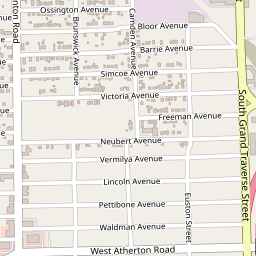 Ossington Avenue
Bloor Avenue
Camden Avenue
Brunswick Avenue
Barrie Avenue
Simcoe Avenue
Victoria Avenue
Freeman Avenue
South Grand Traverse Street
Neubert Avenue
Vermilya Avenue
Lincoln Avenue
Pettibone Avenue
Euston Street
Waldman Avenue
West Atherton Road
Road